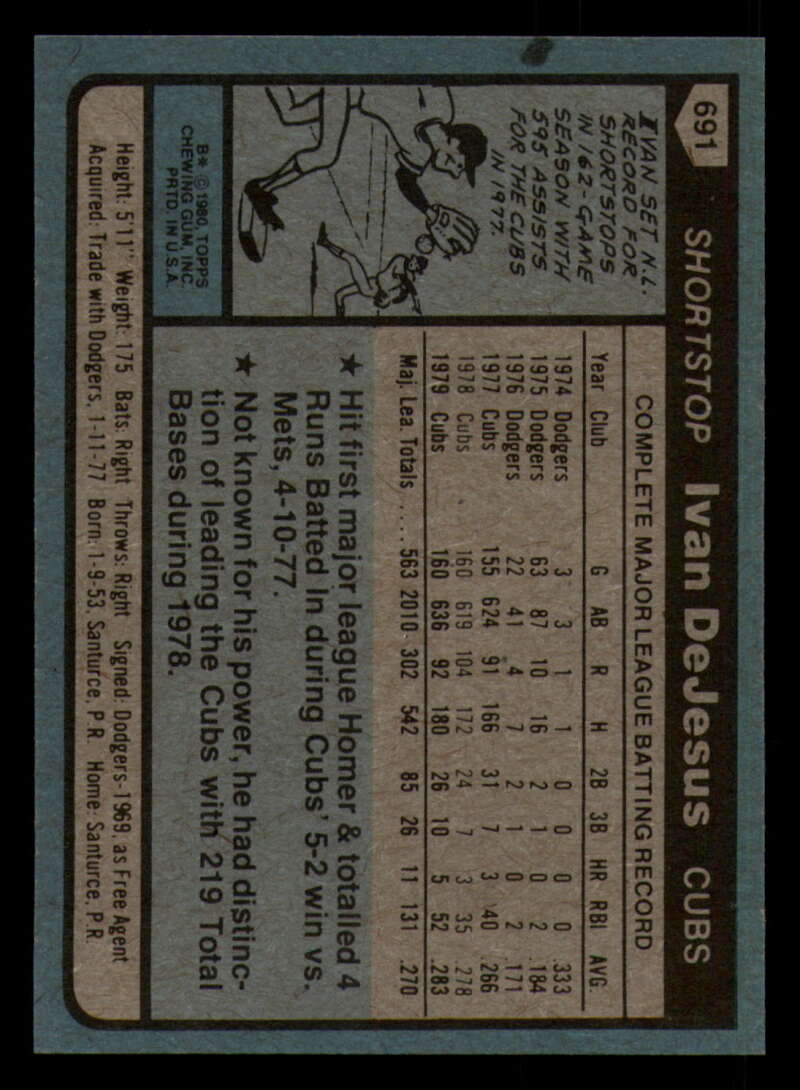 691 SHORTSTOP Ivan DeJesus CUBS
IVAN SET N.L.
RECORD FOR
SHORTSTOPS
IN 162-GAME
SEASON WITH
595 ASSISTS
FOR THE CUBS
IN 1977.
B✻ © 1980, TOPPS
CHEWING GUM, INC.
PRTD. IN U.S.A.
COMPLETE MAJOR LEAGUE BATTING RECORD
Year Club G AB R H 2B 3B HR RBI AVG.
1974 Dodgers 3 3 1 1 0 0 0 0 .333
1975 Dodgers 63 87 10 16 2 1 0 2 .184
1976 Dodgers 22 41 4 7 2 1 0 2 .171
1977 Cubs 155 624 91 166 31 7 3 40 .266
1978 Cubs 160 619 104 172 24 7 3 35 .278
1979 Cubs 160 636 92 180 26 10 5 52 .283
Maj. Lea. Totals .... 563 2010 302 542 85 26 11 131 .270
★ Hit first major league Homer & totalled 4
Runs Batted In during Cubs' 5-2 win vs.
Mets, 4-10-77.
★ Not known for his power, he had distinc-
tion of leading the Cubs with 219 Total
Bases during 1978.
Height: 5'11" Weight: 175 Bats: Right Throws: Right Signed: Dodgers-1969, as Free Agent
Acquired: Trade with Dodgers, 1-11-77 Born: 1-9-53, Santurce, P.R. Home: Santurce, P.R.